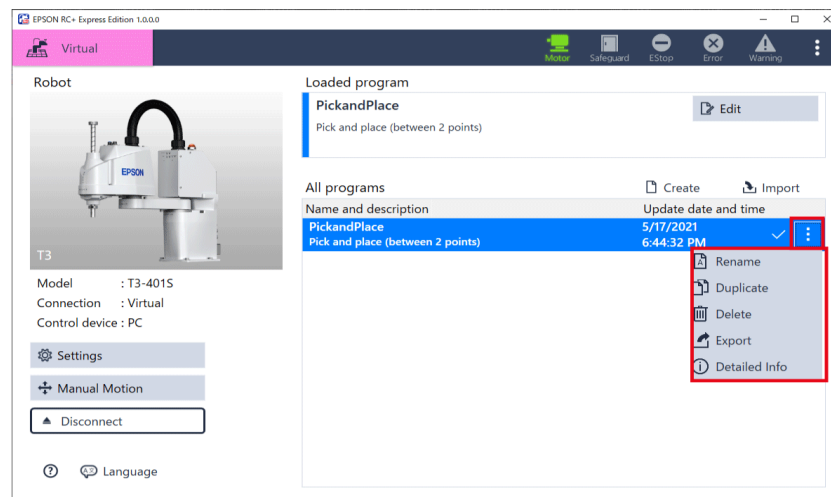 EPSON RC+ Express Edition 1.0.0.0
Virtual
Motor Safeguard EStop Error Warning
Robot
EPSON
T3
Model : T3-401S
Connection : Virtual
Control device : PC
Settings
Manual Motion
Disconnect
Language
Loaded program
PickandPlace
Pick and place (between 2 points)
Edit
All programs
Create Import
Name and description Update date and time
PickandPlace 5/17/2021
Pick and place (between 2 points) 6:44:32 PM
Rename
Duplicate
Delete
Export
Detailed Info